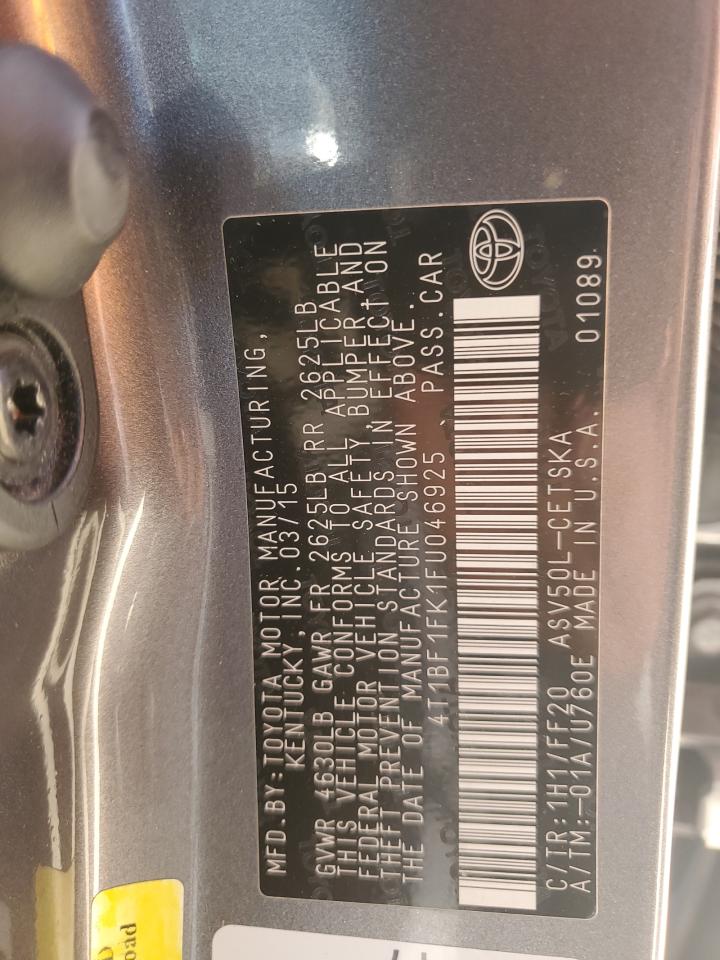 MFD.BY:TOYOTA MOTOR MANUFACTURING,
KENTUCKY, INC. 03/15
GVWR 4630LB GAWR FR 2625LB RR 2625LB
THIS VEHICLE CONFORMS TO ALL APPLICABLE
FEDERAL MOTOR VEHICLE SAFETY, BUMPER, AND
THEFT PREVENTION STANDARDS IN EFFECT ON
THE DATE OF MANUFACTURE SHOWN ABOVE.
4T1BF1FK1FU046925 PASS.CAR
C/TR:1H1/FF20 ASV50L-CETSKA
A/TM:-01A/U760E MADE IN U.S.A. 01089
oad